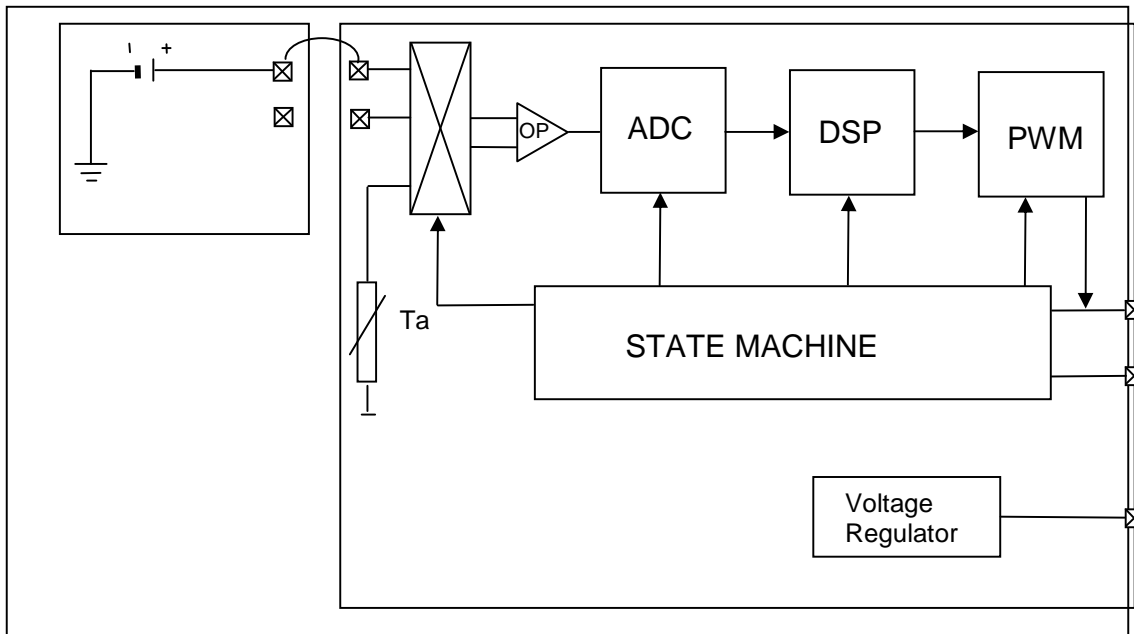 - +
OP
ADC
DSP
PWM
Ta
STATE MACHINE
Voltage
Regulator